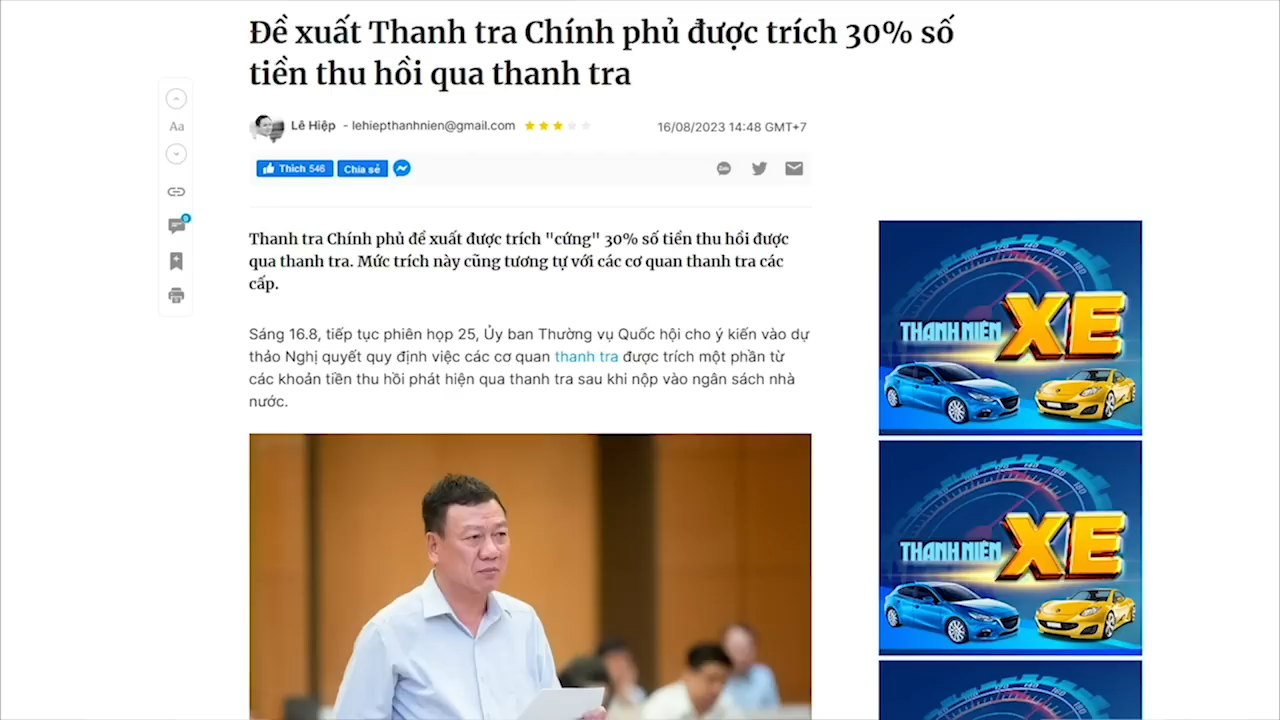 Đề xuất Thanh tra Chính phủ được trích 30% số
tiền thu hồi qua thanh tra
Lê Hiệp - lehiepthanhnien@gmail.com
16/08/2023 14:48 GMT+7
Aa
Thích 546
Chia sẻ
Thanh tra Chính phủ đề xuất được trích "cứng" 30% số tiền thu hồi được
qua thanh tra. Mức trích này cũng tương tự với các cơ quan thanh tra các
cấp.
Sáng 16.8, tiếp tục phiên họp 25, Ủy ban Thường vụ Quốc hội cho ý kiến vào dự
thảo Nghị quyết quy định việc các cơ quan thanh tra được trích một phần từ
các khoản tiền thu hồi phát hiện qua thanh tra sau khi nộp vào ngân sách nhà
nước.
THANH NIÊN XE
THANH NIÊN XE